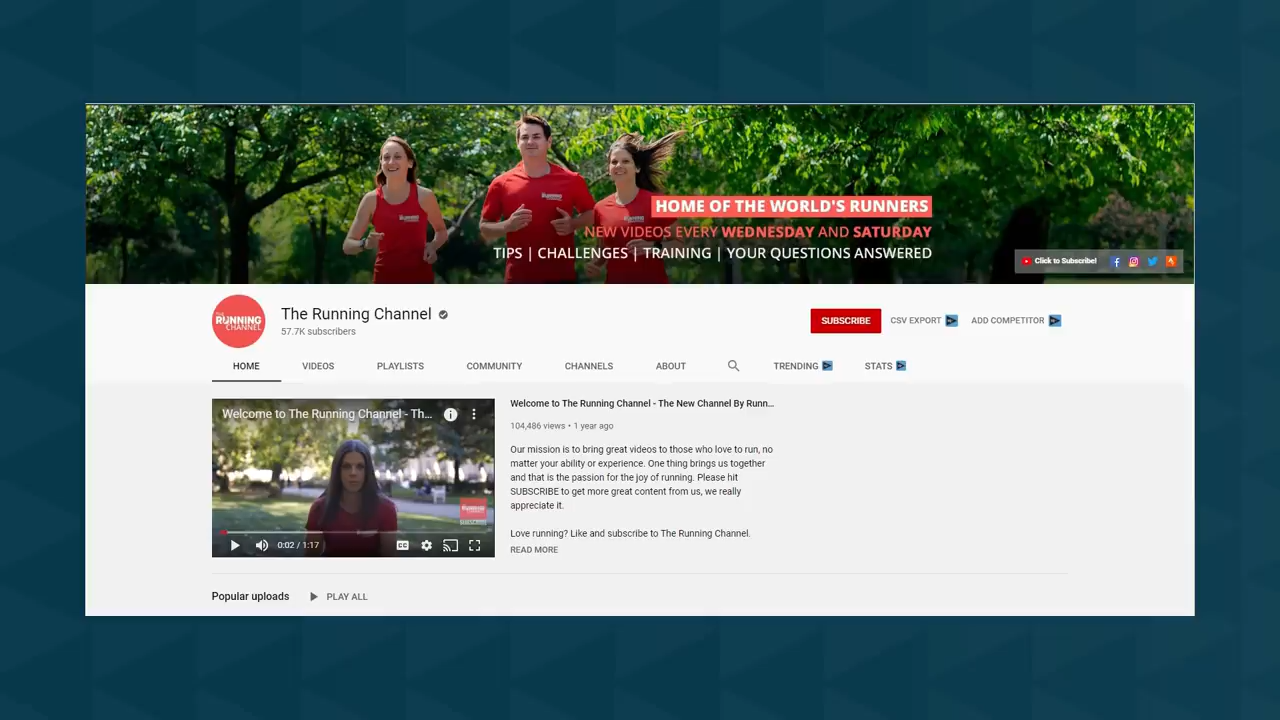 HOME OF THE WORLD'S RUNNERS
NEW VIDEOS EVERY WEDNESDAY AND SATURDAY
TIPS | CHALLENGES | TRAINING | YOUR QUESTIONS ANSWERED
Click to Subscribe!
THE
RUNNING
CHANNEL
The Running Channel
57.7K subscribers
SUBSCRIBE
CSV EXPORT
ADD COMPETITOR
HOME
VIDEOS
PLAYLISTS
COMMUNITY
CHANNELS
ABOUT
TRENDING
STATS
Welcome to The Running Channel - Th...
0:02 / 1:17
Welcome to The Running Channel - The New Channel By Runn...
104,486 views • 1 year ago
Our mission is to bring great videos to those who love to run, no
matter your ability or experience. One thing brings us together
and that is the passion for the joy of running. Please hit
SUBSCRIBE to get more great content from us, we really
appreciate it.
Love running? Like and subscribe to The Running Channel.
READ MORE
Popular uploads
PLAY ALL